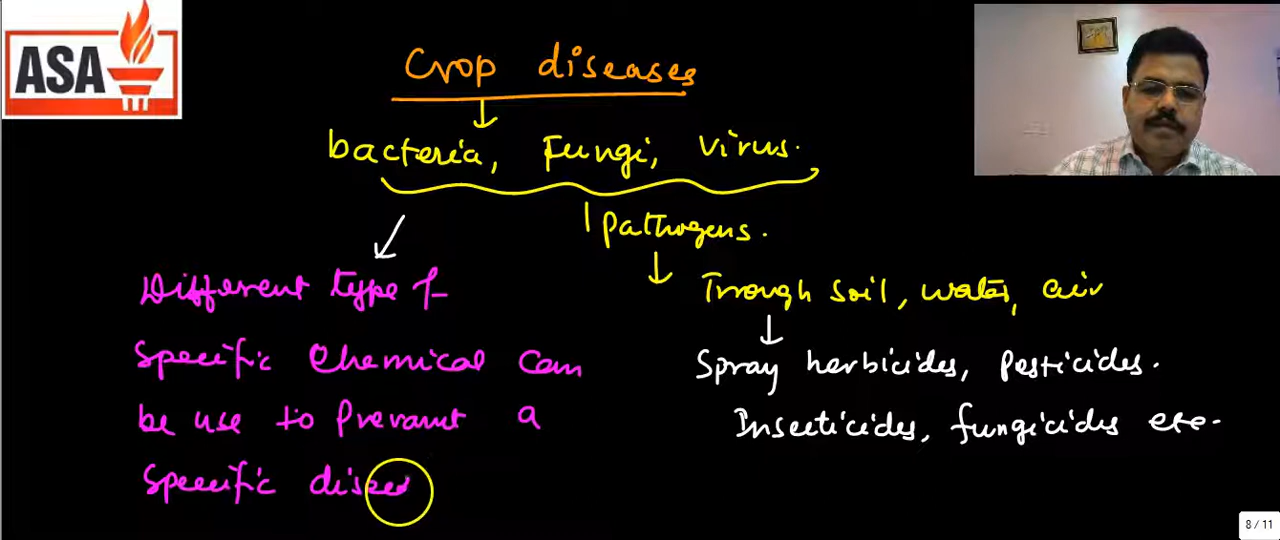 ASA
Crop diseases
bacteria, Fungi, Virus.
pathogens.
Different type of
Through soil, water, air
Specific Chemical can
Spray herbicides, Pesticides.
be use to Prevant a
Insecticides, fungicides etc.
Specific diseas
8 / 11